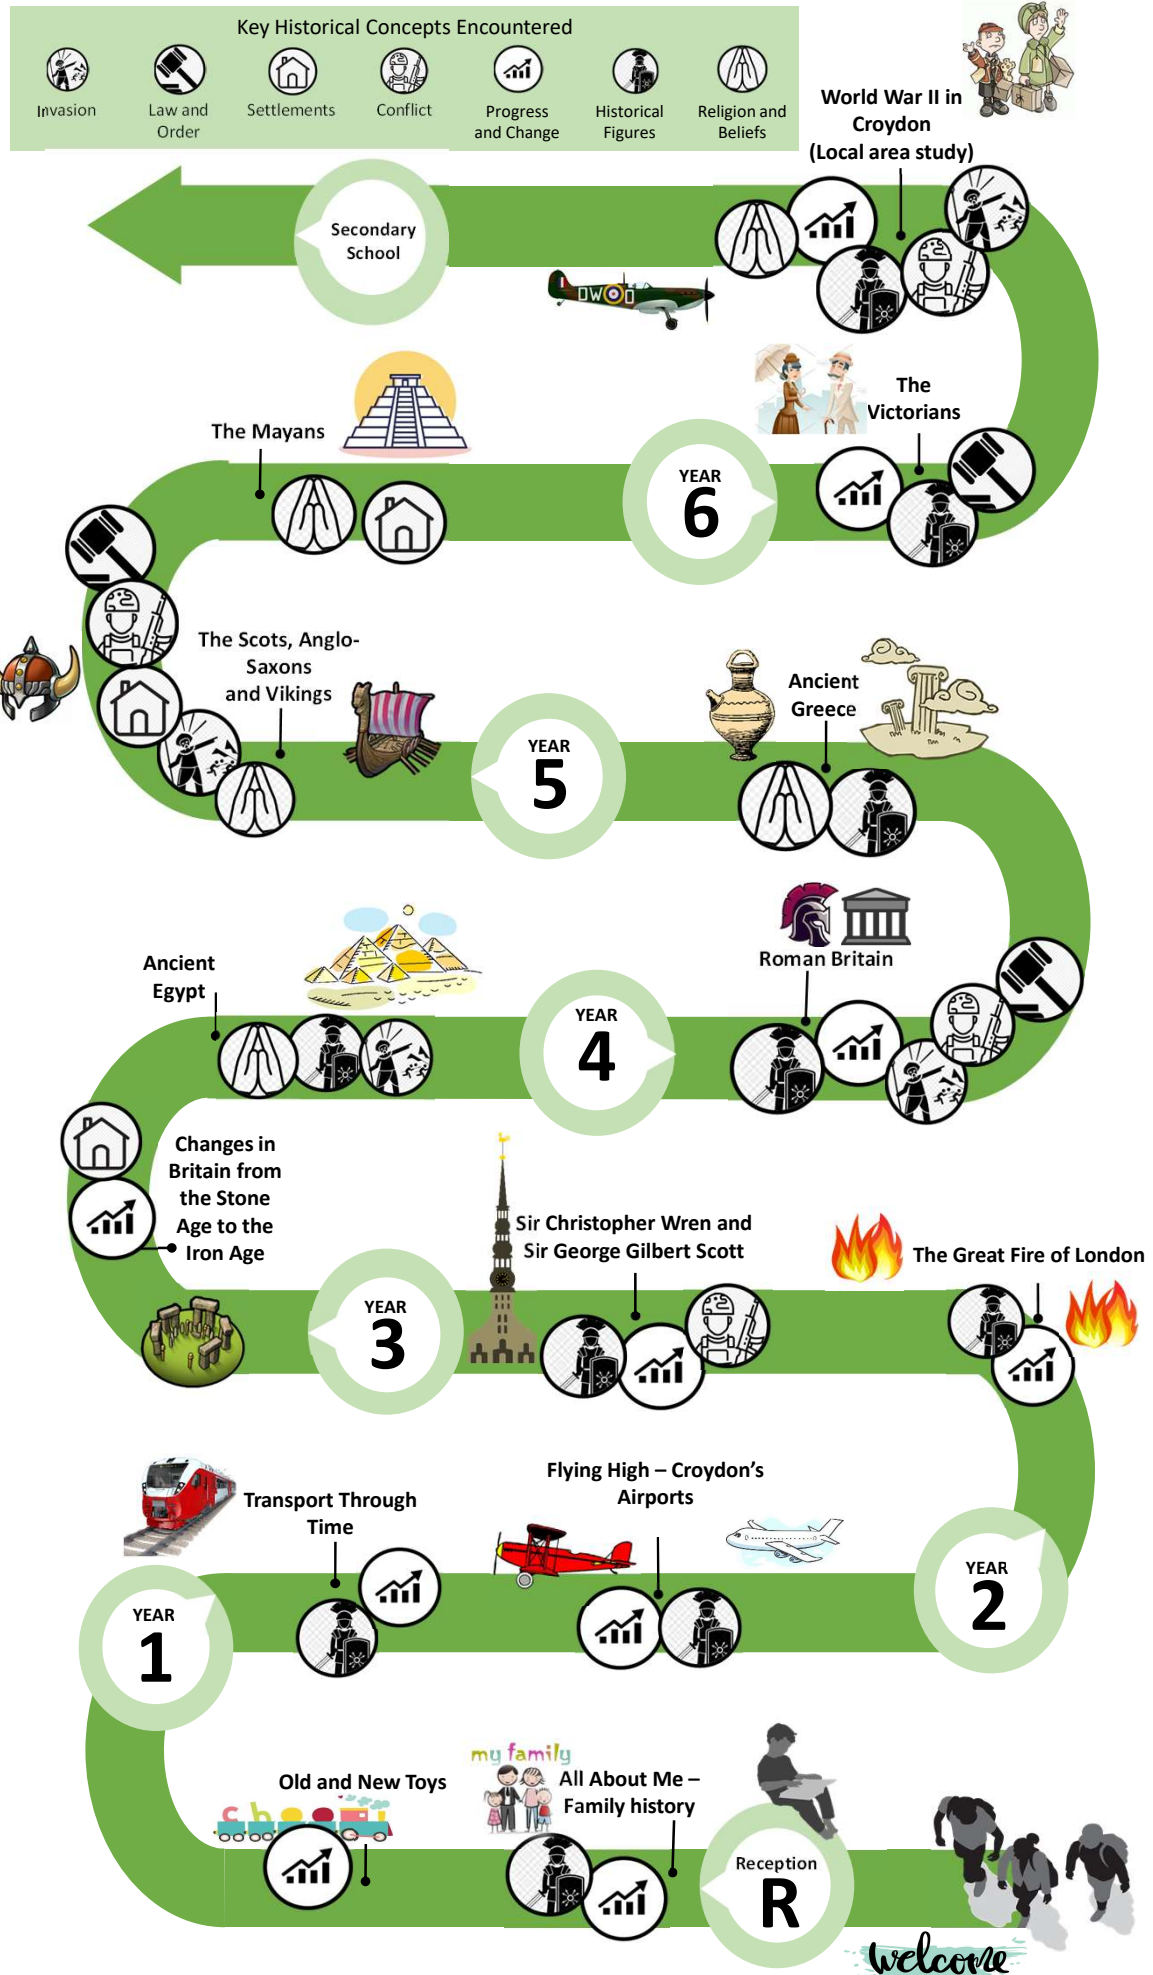 Key Historical Concepts Encountered
Invasion
Law and
Order
Settlements
Conflict
Progress
and Change
Historical
Figures
Religion and
Beliefs
World War II in
Croydon
(Local area study)
Secondary
School
DW O
The
Victorians
The Mayans
YEAR
6
The Scots, Anglo-
Saxons
and Vikings
YEAR
5
Ancient
Greece
Roman Britain
Ancient
Egypt
YEAR
4
Changes in
Britain from
the Stone
Age to the
Iron Age
YEAR
3
Sir Christopher Wren and
Sir George Gilbert Scott
The Great Fire of London
Transport Through
Time
Flying High – Croydon's
Airports
YEAR
1
YEAR
2
Old and New Toys
choo
my family
All About Me –
Family history
Reception
R
welcome